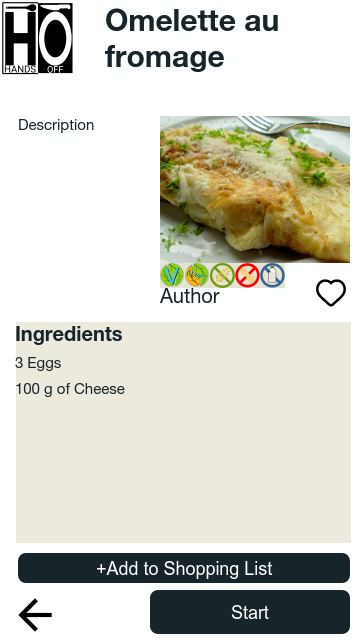 HO
HANDS OFF
Omelette au
fromage
Description
Author
Ingredients
3 Eggs
100 g of Cheese
+Add to Shopping List
Start